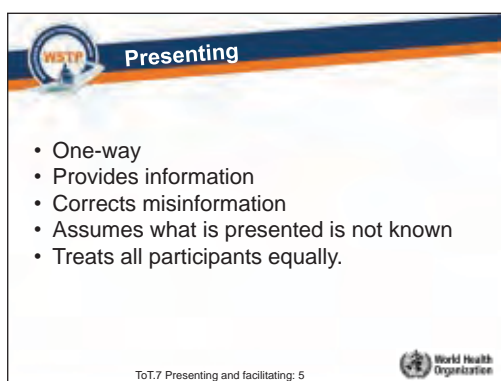 WSTP
Presenting
• One-way
• Provides information
• Corrects misinformation
• Assumes what is presented is not known
• Treats all participants equally.
ToT.7 Presenting and facilitating: 5
World Health
Organization